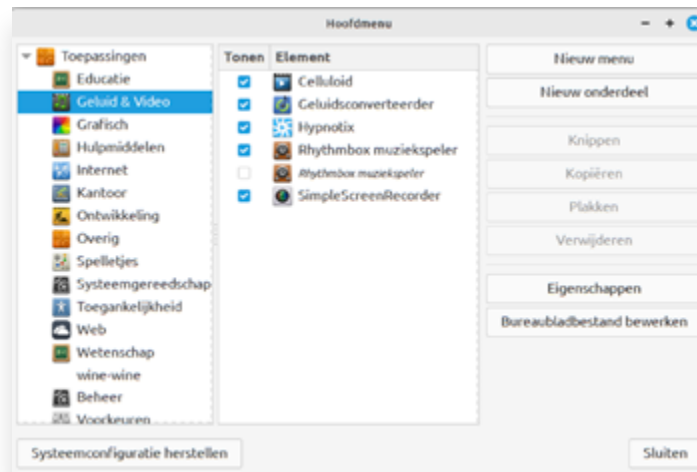 Hoofdmenu
Toepassingen
Educatie
Geluid & Video
Grafisch
Hulpmiddelen
Internet
Kantoor
Ontwikkeling
Overig
Spelletjes
Systeemgereedschap
Toegankelijkheid
Web
Wetenschap
wine-wine
Beheer
Voorkeuren
Tonen Element
Celluloid
Geluidsconverteerder
Hypnotix
Rhythmbox muziekspeler
Rhythmbox muziekspeler
SimpleScreenRecorder
Nieuw menu
Nieuw onderdeel
Knippen
Kopiëren
Plakken
Verwijderen
Eigenschappen
Bureaubladbestand bewerken
Systeemconfiguratie herstellen
Sluiten